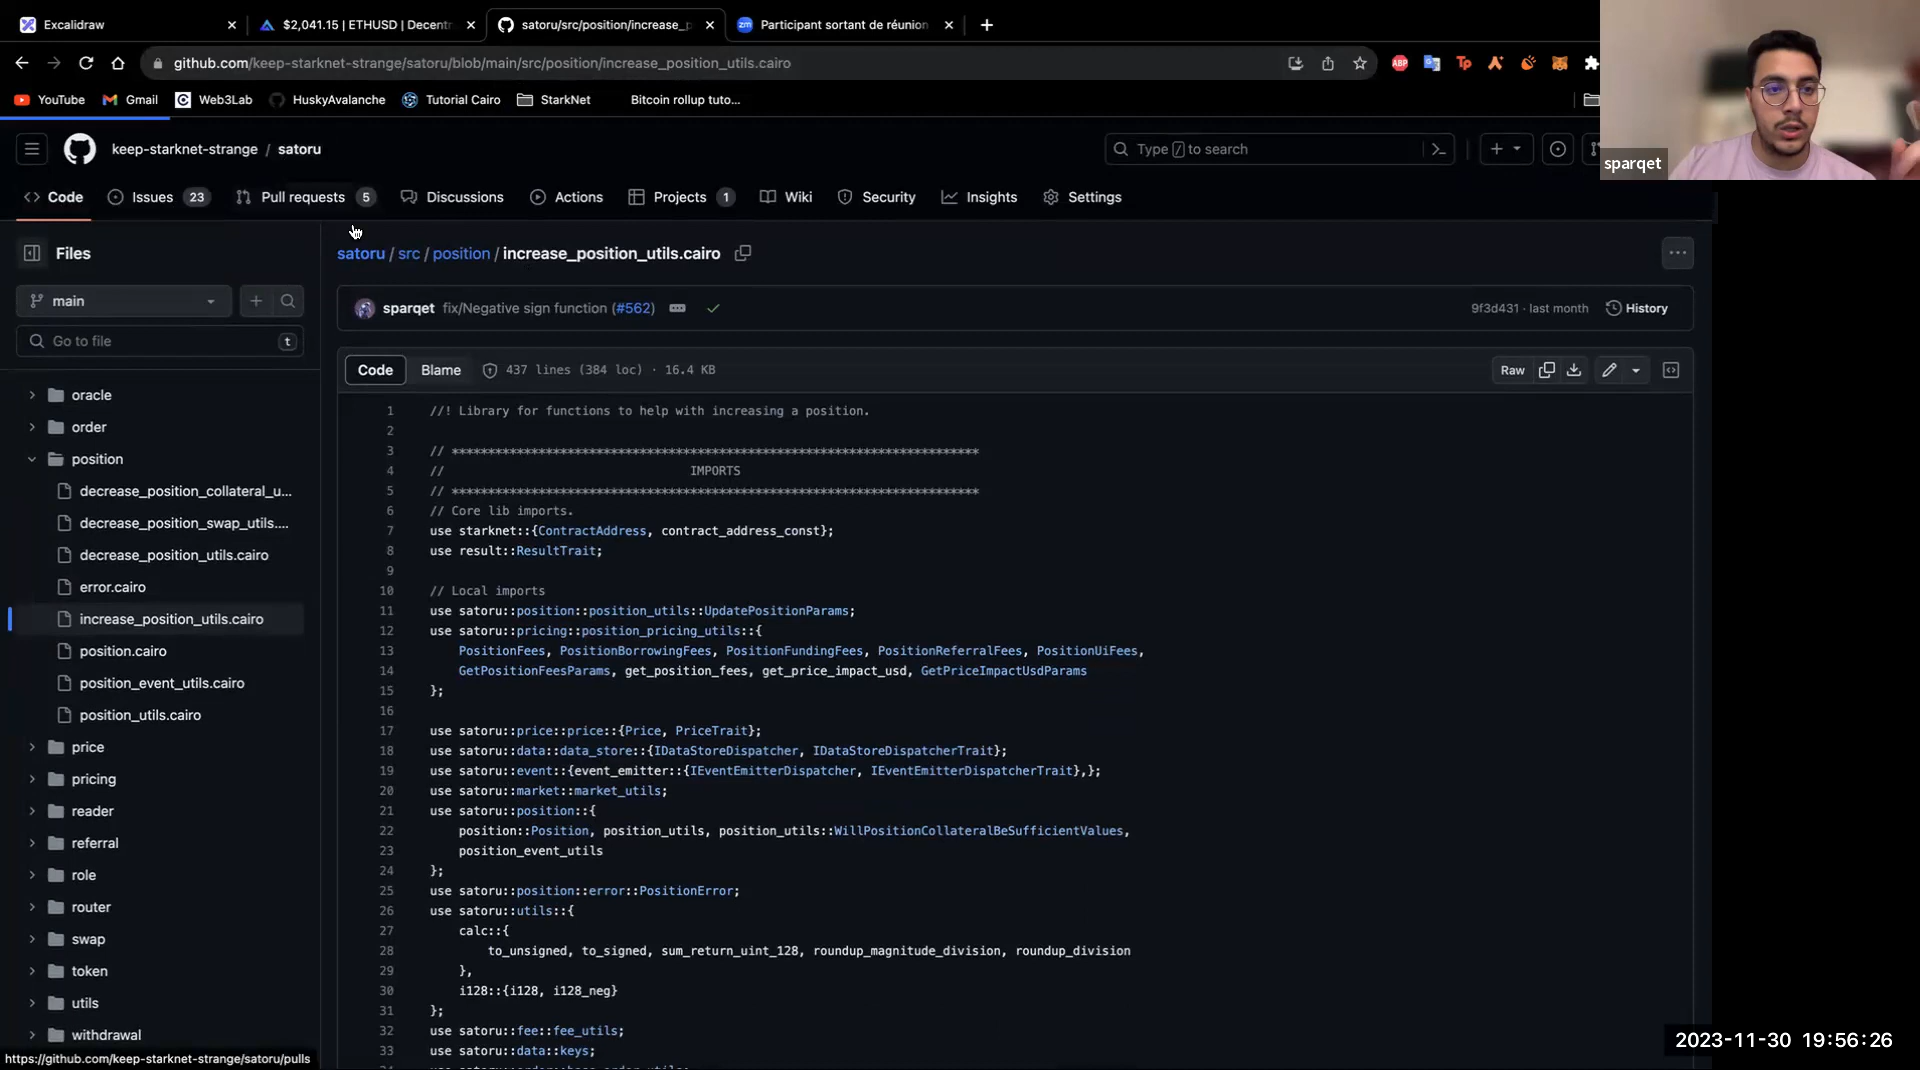 Excalidraw
$2,041.15 | ETHUSD | Decentr
satoru/src/position/increase_p
zm Participant sortant de réunion
github.com/keep-starknet-strange/satoru/blob/main/src/position/increase_position_utils.cairo
ABP
Tp
YouTube
Gmail
Web3Lab
HuskyAvalanche
Tutorial Cairo
StarkNet
Bitcoin rollup tuto...
sparqet
keep-starknet-strange / satoru
Type / to search
Code
Issues 23
Pull requests 5
Discussions
Actions
Projects 1
Wiki
Security
Insights
Settings
Files
main
Go to file t
oracle
order
position
decrease_position_collateral_u...
decrease_position_swap_utils....
decrease_position_utils.cairo
error.cairo
increase_position_utils.cairo
position.cairo
position_event_utils.cairo
position_utils.cairo
price
pricing
reader
referral
role
router
swap
token
utils
withdrawal
https://github.com/keep-starknet-strange/satoru/pulls
satoru / src / position / increase_position_utils.cairo
sparqet fix/Negative sign function (#562)
9f3d431 · last month
History
Code
Blame
437 lines (384 loc) · 16.4 KB
Raw
1 //! Library for functions to help with increasing a position.
2
3 // *************************************************************************
4 // IMPORTS
5 // *************************************************************************
6 // Core lib imports.
7 use starknet::{ContractAddress, contract_address_const};
8 use result::ResultTrait;
9
10 // Local imports
11 use satoru::position::position_utils::UpdatePositionParams;
12 use satoru::pricing::position_pricing_utils::{
13 PositionFees, PositionBorrowingFees, PositionFundingFees, PositionReferralFees, PositionUiFees,
14 GetPositionFeesParams, get_position_fees, get_price_impact_usd, GetPriceImpactUsdParams
15 };
16
17 use satoru::price::price::{Price, PriceTrait};
18 use satoru::data::data_store::{IDataStoreDispatcher, IDataStoreDispatcherTrait};
19 use satoru::event::{event_emitter::{IEventEmitterDispatcher, IEventEmitterDispatcherTrait},};
20 use satoru::market::market_utils;
21 use satoru::position::{
22 position::Position, position_utils, position_utils::WillPositionCollateralBeSufficientValues,
23 position_event_utils
24 };
25 use satoru::position::error::PositionError;
26 use satoru::utils::{
27 calc::{
28 to_unsigned, to_signed, sum_return_uint_128, roundup_magnitude_division, roundup_division
29 },
30 i128::{i128, i128_neg}
31 };
32 use satoru::fee::fee_utils;
33 use satoru::data::keys;
2023-11-30 19:56:26